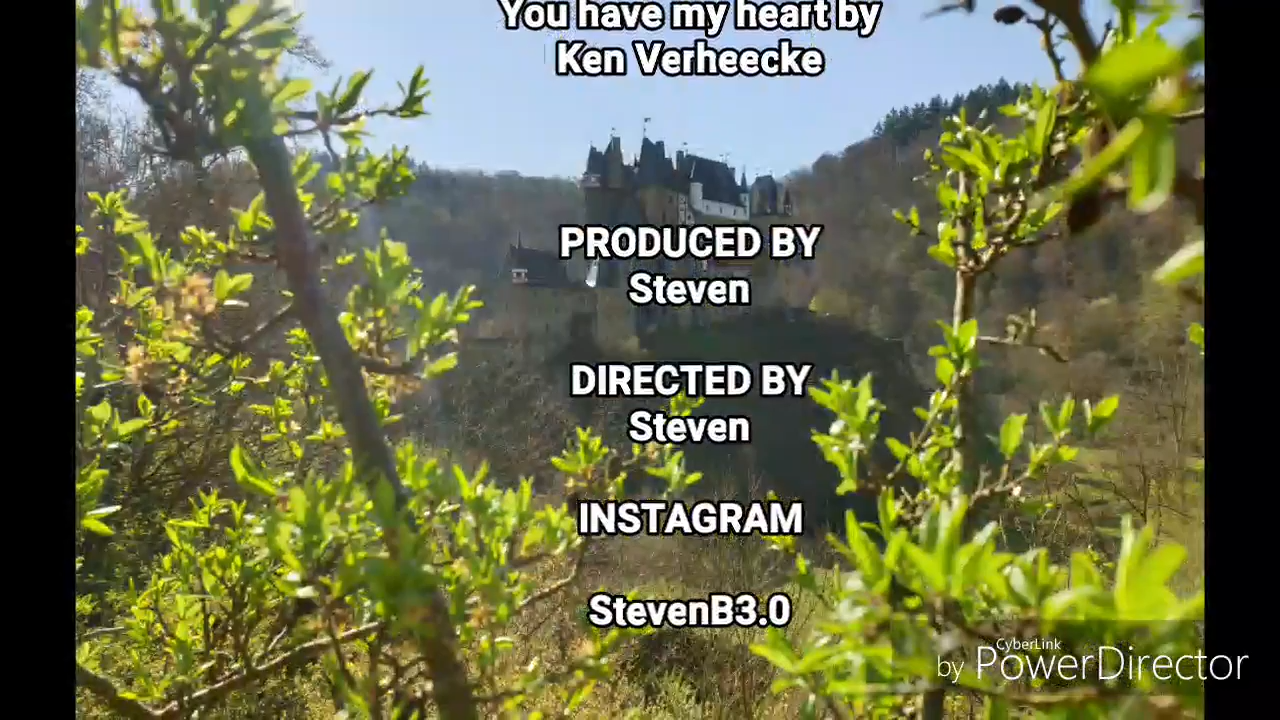 You have my heart by
Ken Verheecke
PRODUCED BY
Steven
DIRECTED BY
Steven
INSTAGRAM
StevenB3.0
CyberLink
by PowerDirector